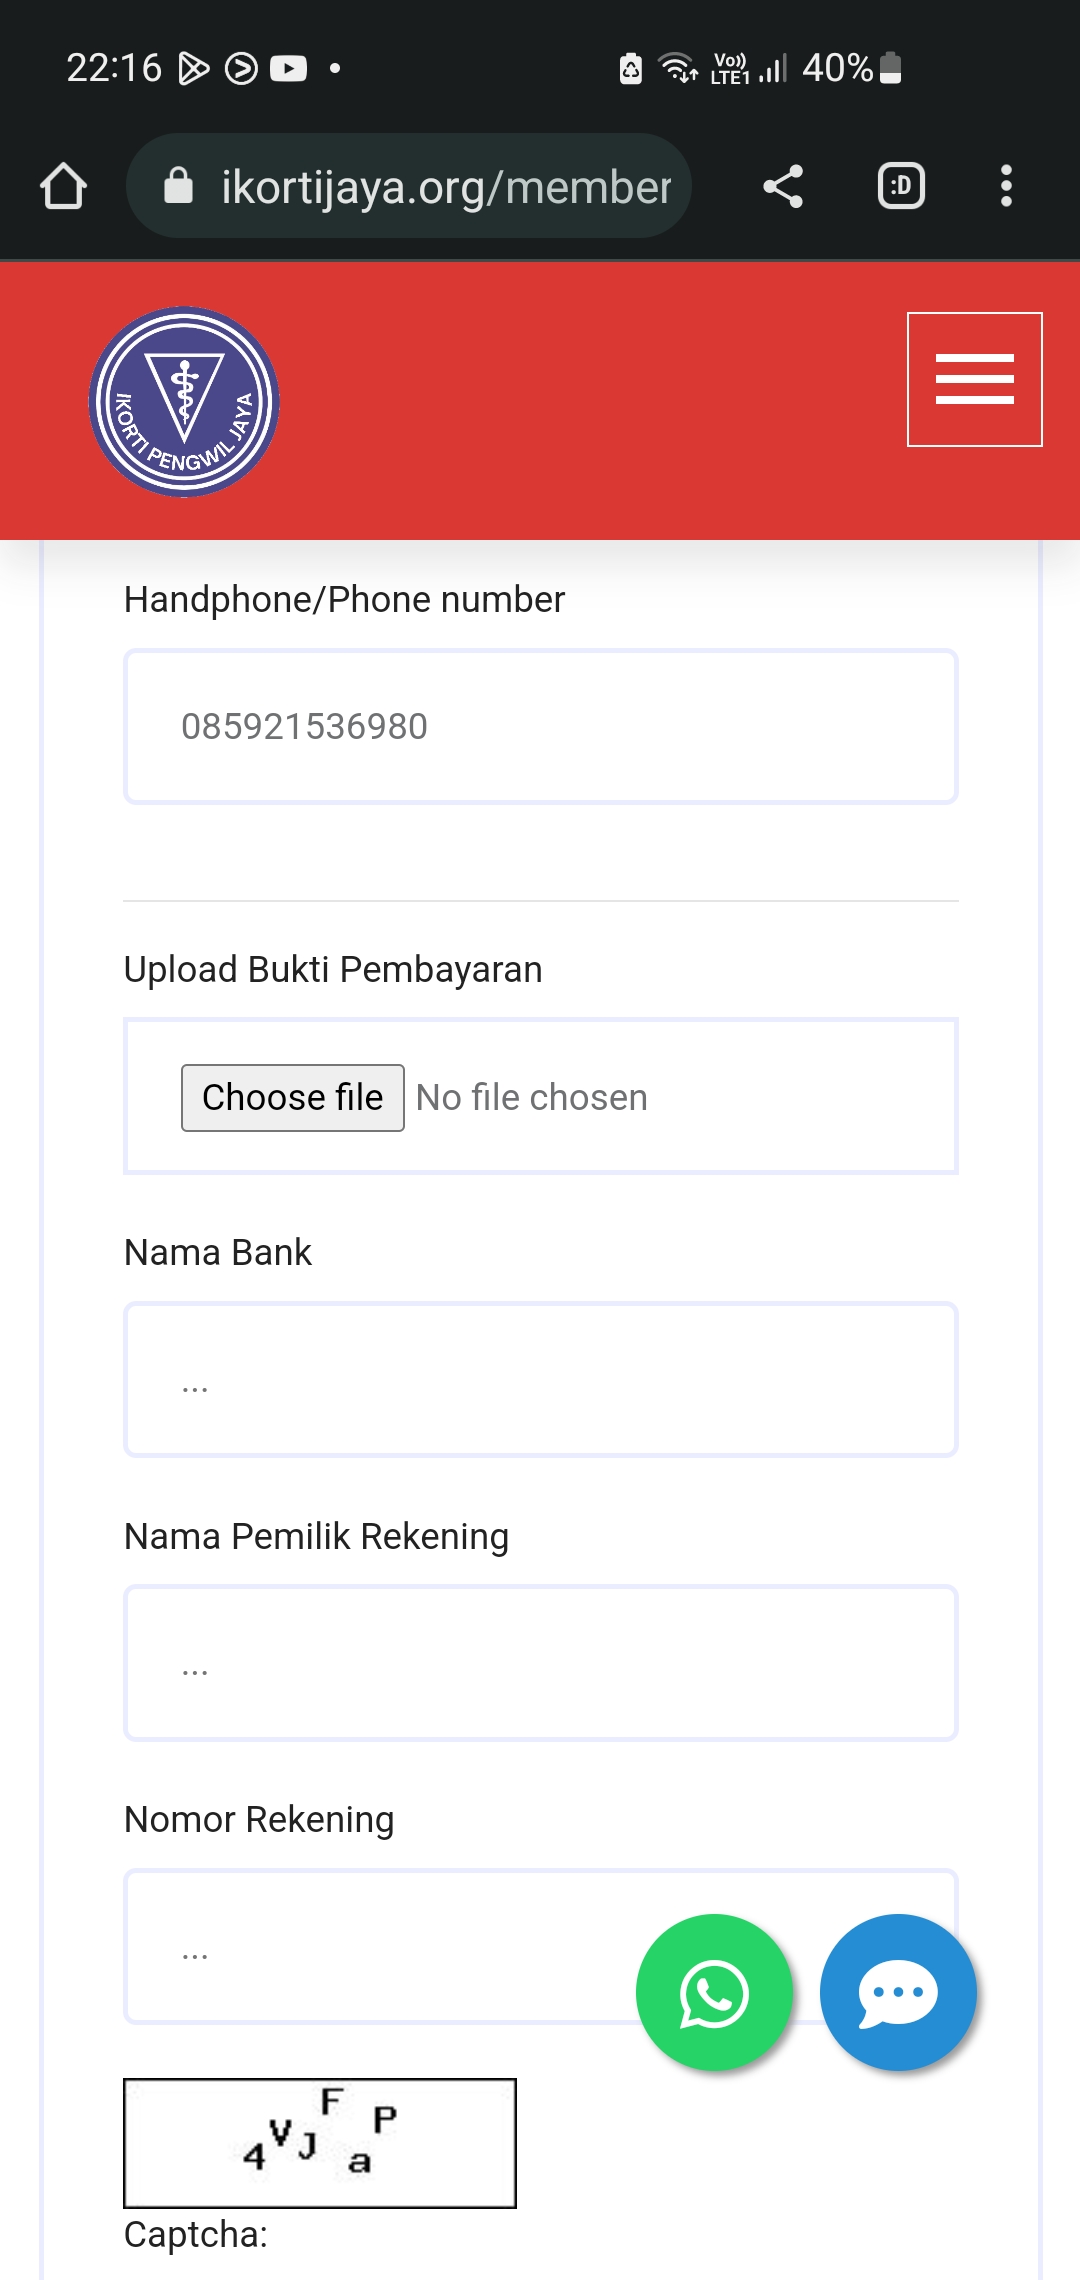 22:16
Vo))
LTE1
40%
ikortijaya.org/member
:D
IKORTI PENGWIL JAYA
Handphone/Phone number
085921536980
Upload Bukti Pembayaran
Choose file No file chosen
Nama Bank
...
Nama Pemilik Rekening
...
Nomor Rekening
...
4VJFaP
Captcha: